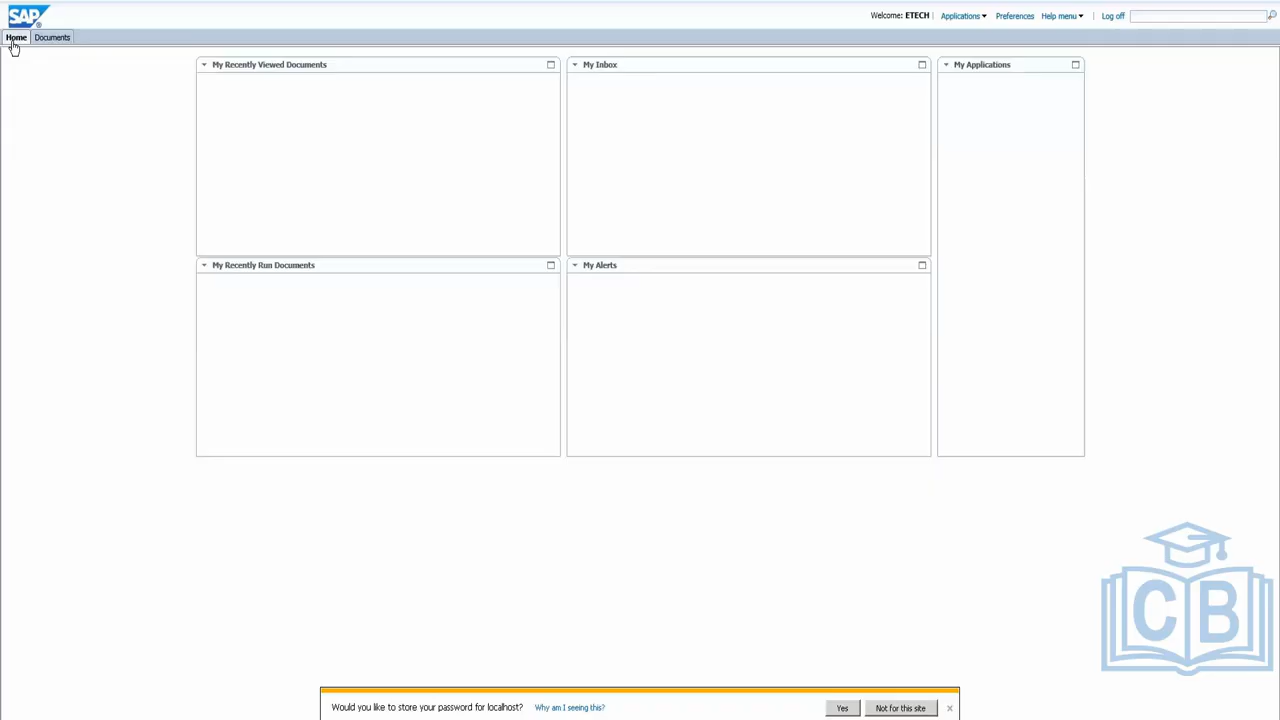 SAP
Welcome: ETECH Applications Preferences Help menu Log off
Home Documents
My Recently Viewed Documents
My Inbox
My Applications
My Recently Run Documents
My Alerts
CB
Would you like to store your password for localhost? Why am I seeing this? Yes Not for this site